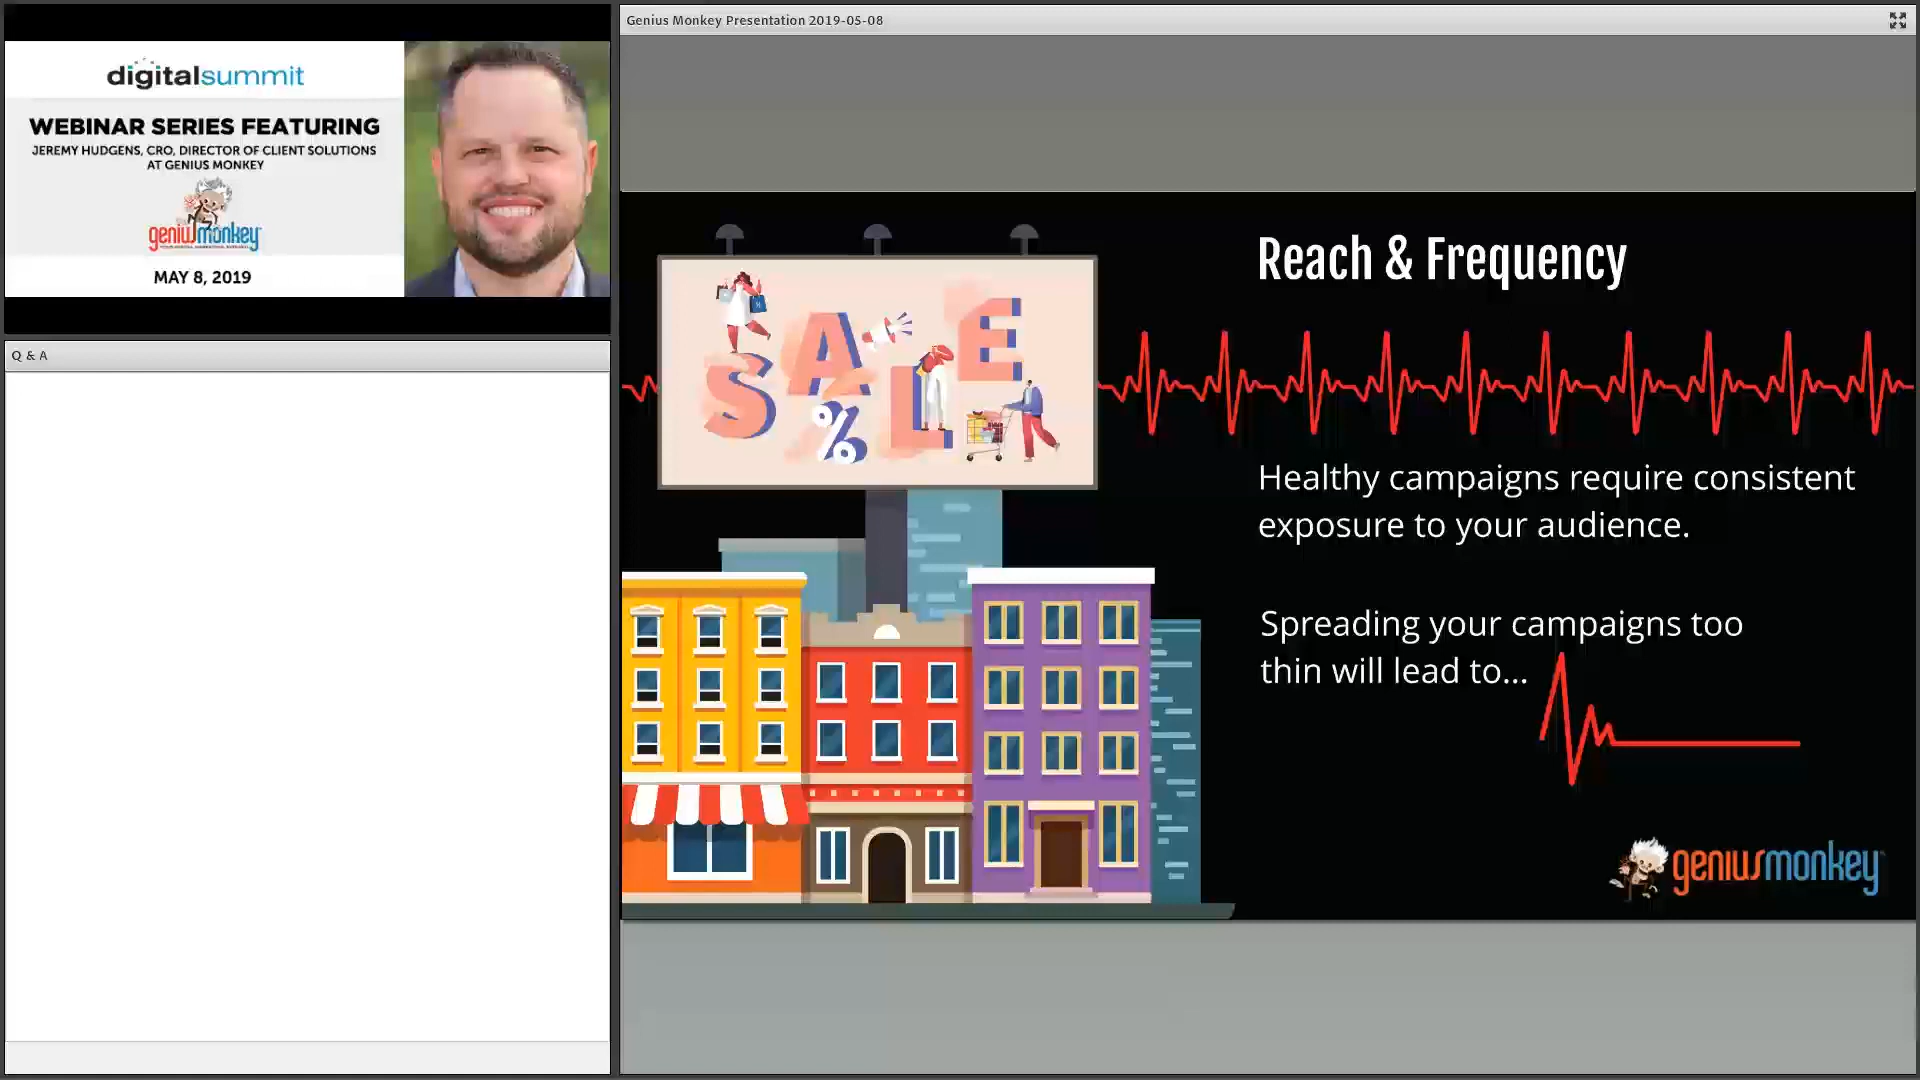 digitalsummit
WEBINAR SERIES FEATURING
JEREMY HUDGENS, CRO, DIRECTOR OF CLIENT SOLUTIONS
AT GENIUS MONKEY
geniusmonkey
MAY 8, 2019
Q & A
Genius Monkey Presentation 2019-05-08
SALE
%
Reach & Frequency
Healthy campaigns require consistent
exposure to your audience.
Spreading your campaigns too
thin will lead to...
geniusmonkey